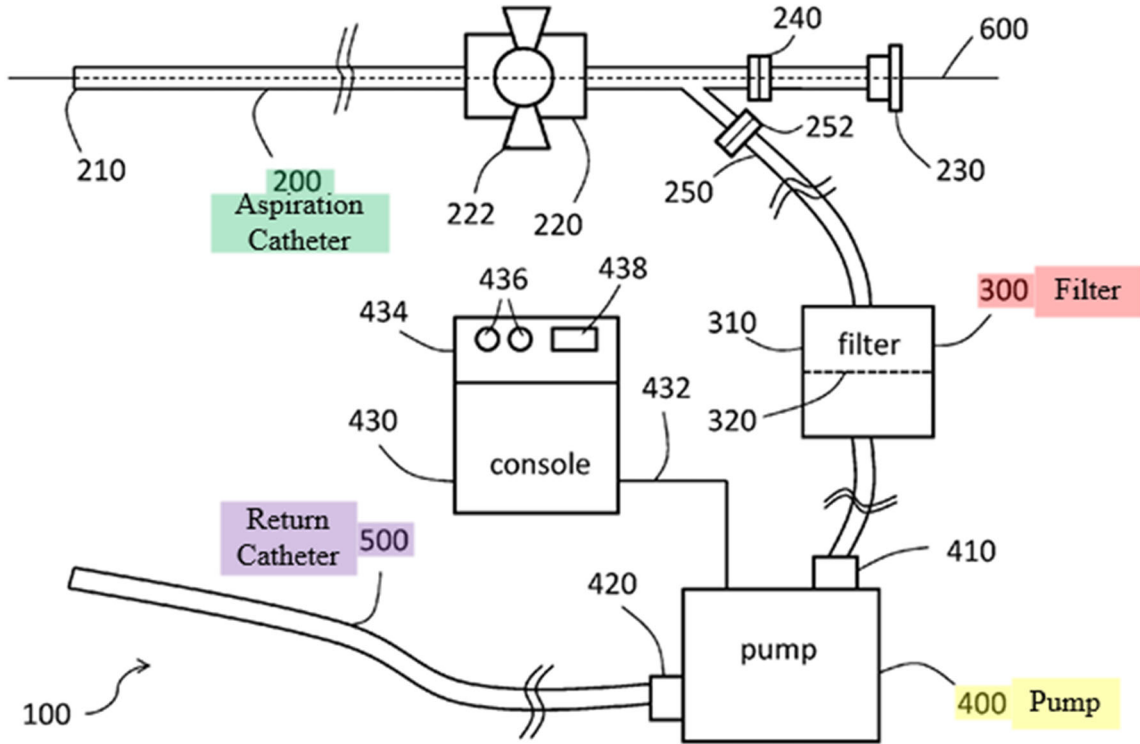 240
600
210
200
Aspiration
Catheter
222
220
250
252
230
436
438
434
310
filter
300 Filter
320
432
430
console
Return
Catheter 500
410
420
pump
400 Pump
100